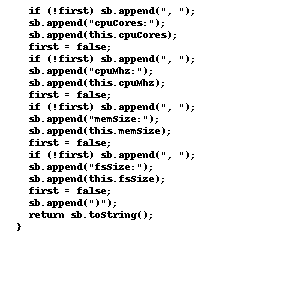 if (!first) sb.append(", ");
sb.append("cpuCores:");
sb.append(this.cpuCores);
first = false;
if (!first) sb.append(", ");
sb.append("cpuMhz:");
sb.append(this.cpuMhz);
first = false;
if (!first) sb.append(", ");
sb.append("memSize:");
sb.append(this.memSize);
first = false;
if (!first) sb.append(", ");
sb.append("fsSize:");
sb.append(this.fsSize);
first = false;
sb.append(")");
return sb.toString();
}